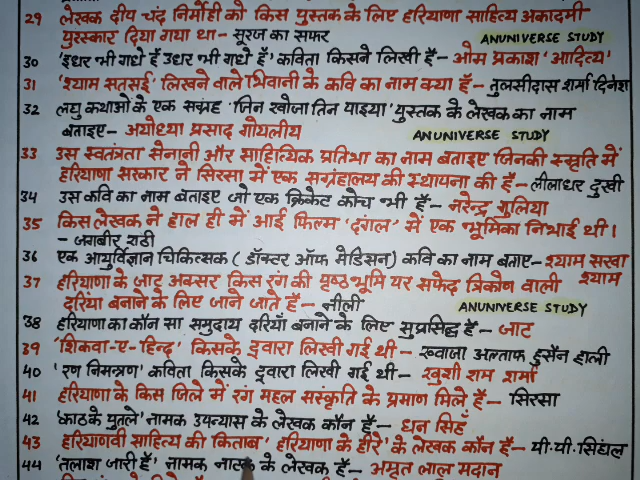 29 लेखक दीप चंद निर्मोही को किस पुस्तक के लिए हरियाणा साहित्य अकादमी
पुरस्कार दिया गया था- सूरज का सफर
ANUNIVERSE STUDY
30 'इधर भी गधे हैं उधर भी गधे हैं' कविता किसने लिखी है- ओम प्रकाश 'आदित्य'
31 'श्याम सतसई' लिखने वाले भिवानी के कवि का नाम क्या है- तुलसीदास शर्मा दिनेश
32 लघु कथाओ के एक संग्रह 'जिन खोजा तिन पाइया' पुस्तक के लेखक का नाम
बताइए- अयोध्या प्रसाद गोयलीय
ANUNIVERSE STUDY
33 उस स्वतंत्रता सेनानी और साहित्यिक प्रतिभा का नाम बताइए जिनकी स्मृति में
हरियाणा सरकार ने सिरसा में एक संग्रहालय की स्थापना की है- लीलाधर दुखी
34 उस कवि का नाम बताइए जो एक क्रिकेट कोच भी हैं- नरेन्द्र गुलिया
35 किस लेखक ने हाल ही में आई फिल्म 'दंगल' में एक भूमिका निभाई थी।
- जगबीर राठी
36 एक आयुर्विज्ञान चिकित्सक (डॉक्टर ऑफ मेडिसन) कवि का नाम बताए- श्याम सखा
श्याम
37 हरियाणा के जाट अक्सर किस रंग की पृष्ठभूमि पर सफेद त्रिकोण वाली
दरिया बनाने के लिए जाने जाते हैं- नीली
ANUNIVERSE STUDY
38 हरियाणा का कौन सा समुदाय दरियाँ बनाने के लिए सुप्रसिद्ध है- जाट
39 'शिकवा-ए-हिन्द' किसके द्वारा लिखी गई थी- ख्वाजा अल्ताफ हुसैन हाली
40 'रण निमन्त्रण' कविता किसके द्वारा लिखी गई थी- खुशी राम शर्मा
41 हरियाणा के किस जिले में रंग महल संस्कृति के प्रमाण मिले हैं- सिरसा
42 'काठके पुतले' नामक उपन्यास के लेखक कौन हैं- धन सिहँ
43 हरियाणवी साहित्य की किताब 'हरियाणा के हीरे' के लेखक कौन हैं- पी.पी. सिंघल
44 'तलाश जारी है' नामक नाटक के लेखक हैं- अमृत लाल मदान